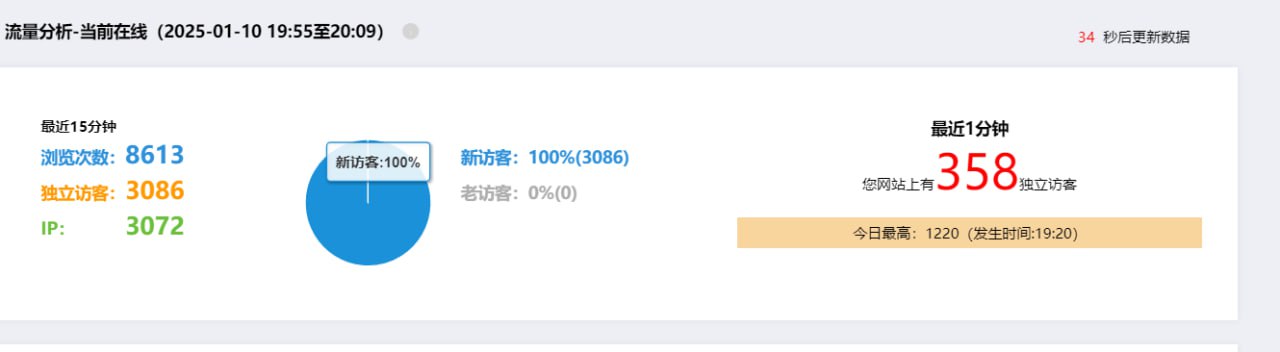 流量分析-当前在线（2025-01-10 19:55至20:09）
34 秒后更新数据
最近15分钟
浏览次数：8613
独立访客：3086
IP：3072
新访客:100%
新访客：100%(3086)
老访客：0%(0)
最近1分钟
您网站上有358独立访客
今日最高：1220（发生时间:19:20）